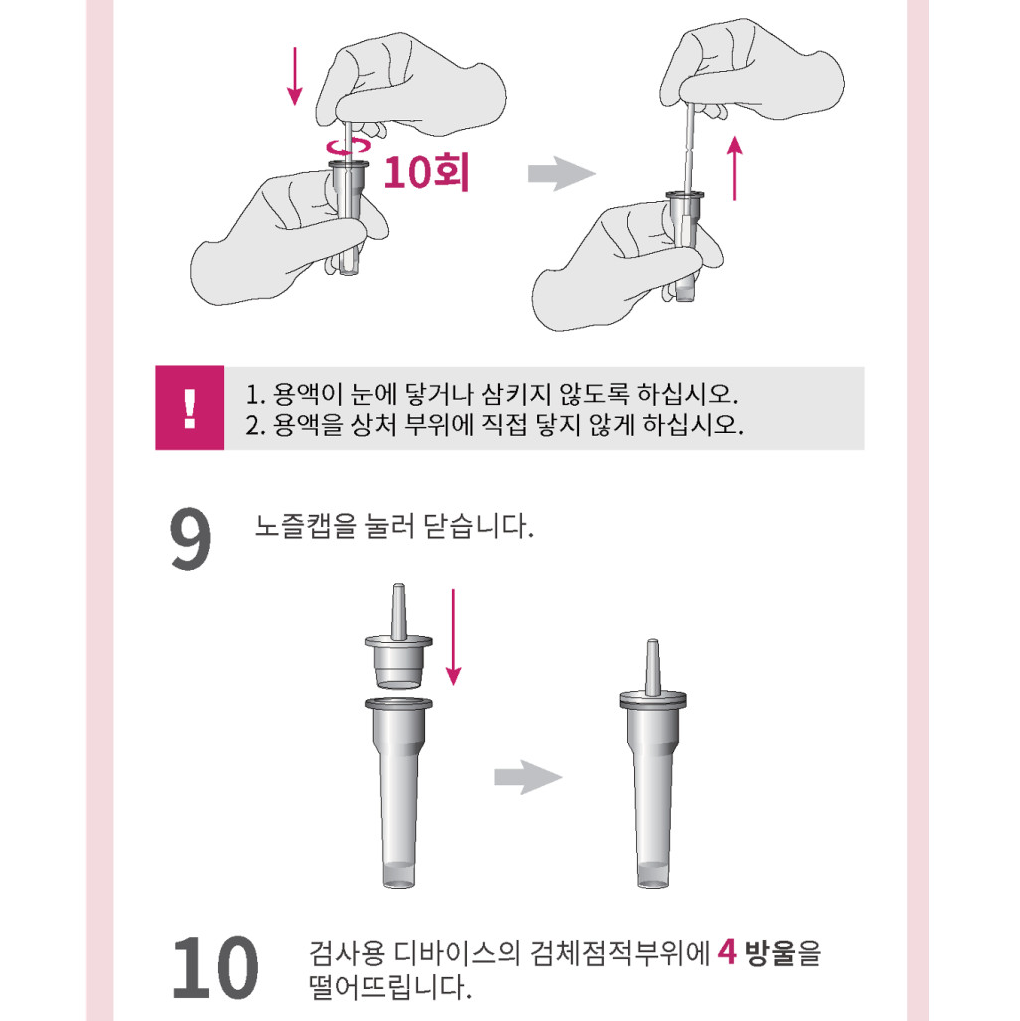 10회
!
1. 용액이 눈에 닿거나 삼키지 않도록 하십시오.
2. 용액을 상처 부위에 직접 닿지 않게 하십시오.
9
노즐캡을 눌러 닫습니다.
10
검사용 디바이스의 검체점적부위에 4 방울을
떨어뜨립니다.